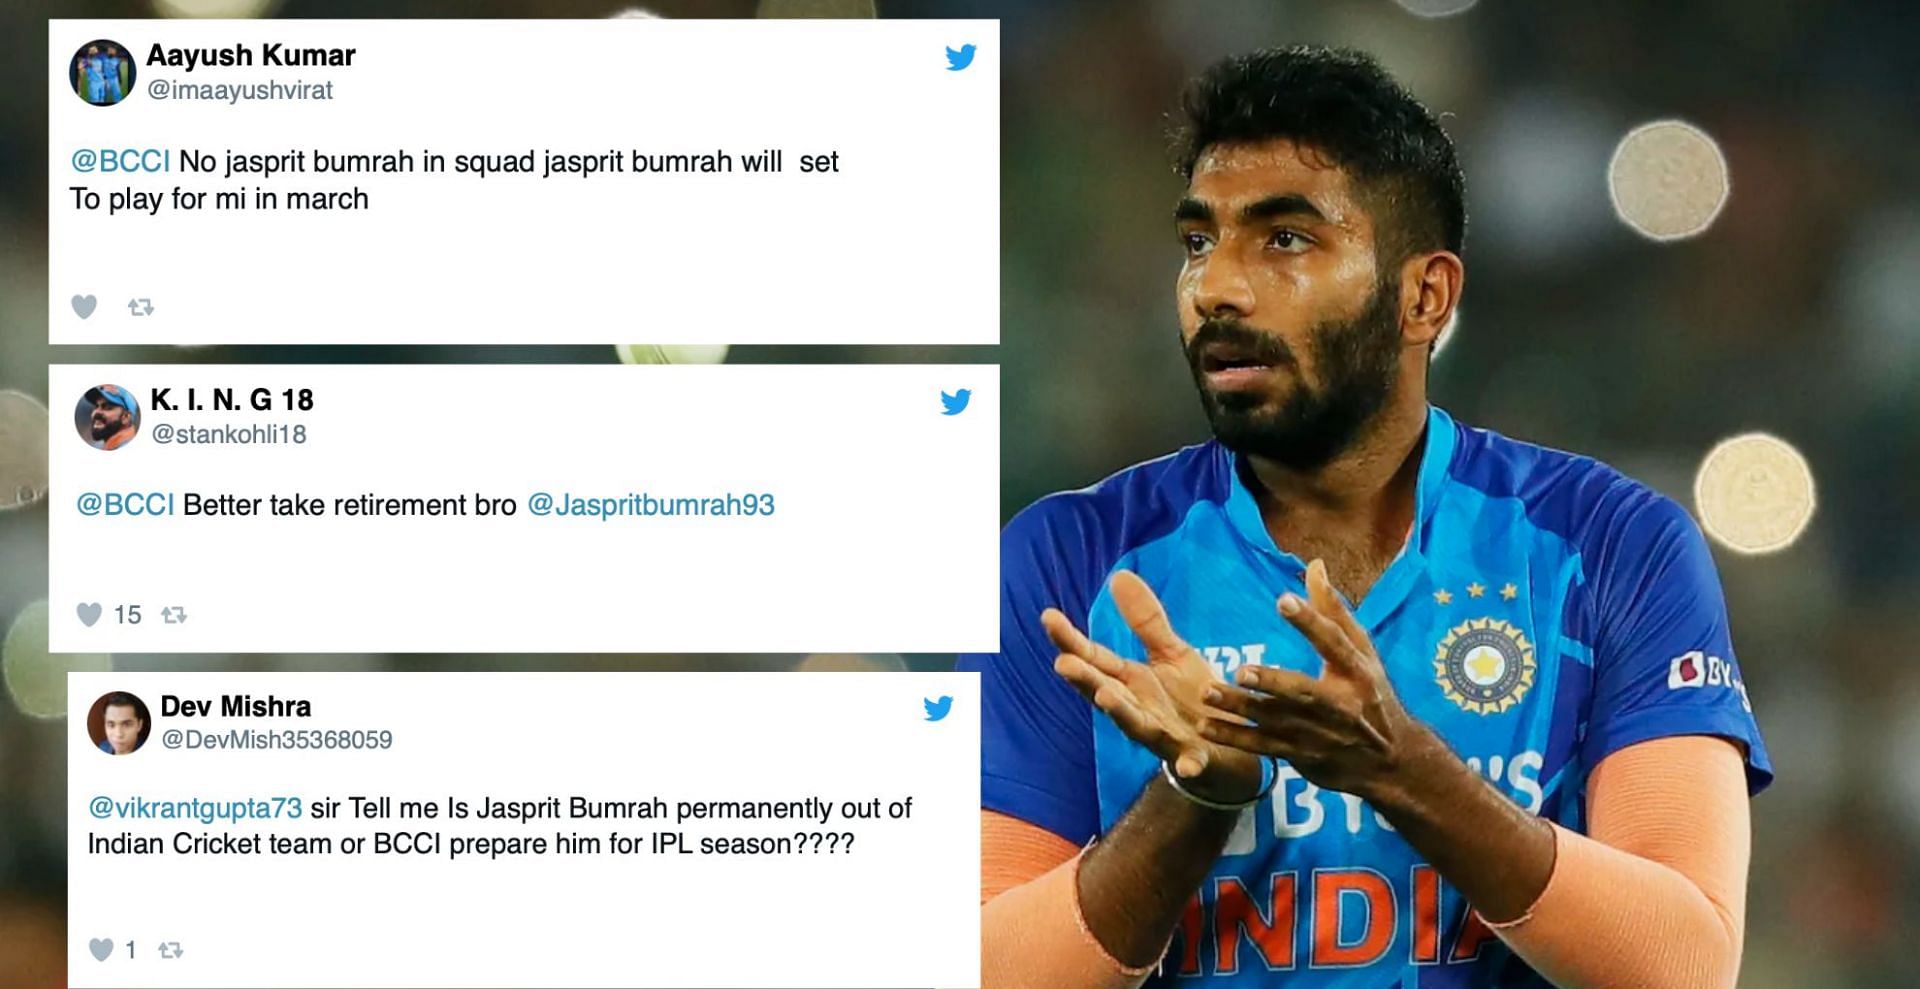 Aayush Kumar
@imaayushvirat
@BCCI No jasprit bumrah in squad jasprit bumrah will set
To play for mi in march
K. I. N. G 18
@stankohli18
@BCCI Better take retirement bro @Jaspritbumrah93
15
Dev Mishra
@DevMish35368059
@vikrantgupta73 sir Tell me Is Jasprit Bumrah permanently out of
Indian Cricket team or BCCI prepare him for IPL season????
1
INDIA